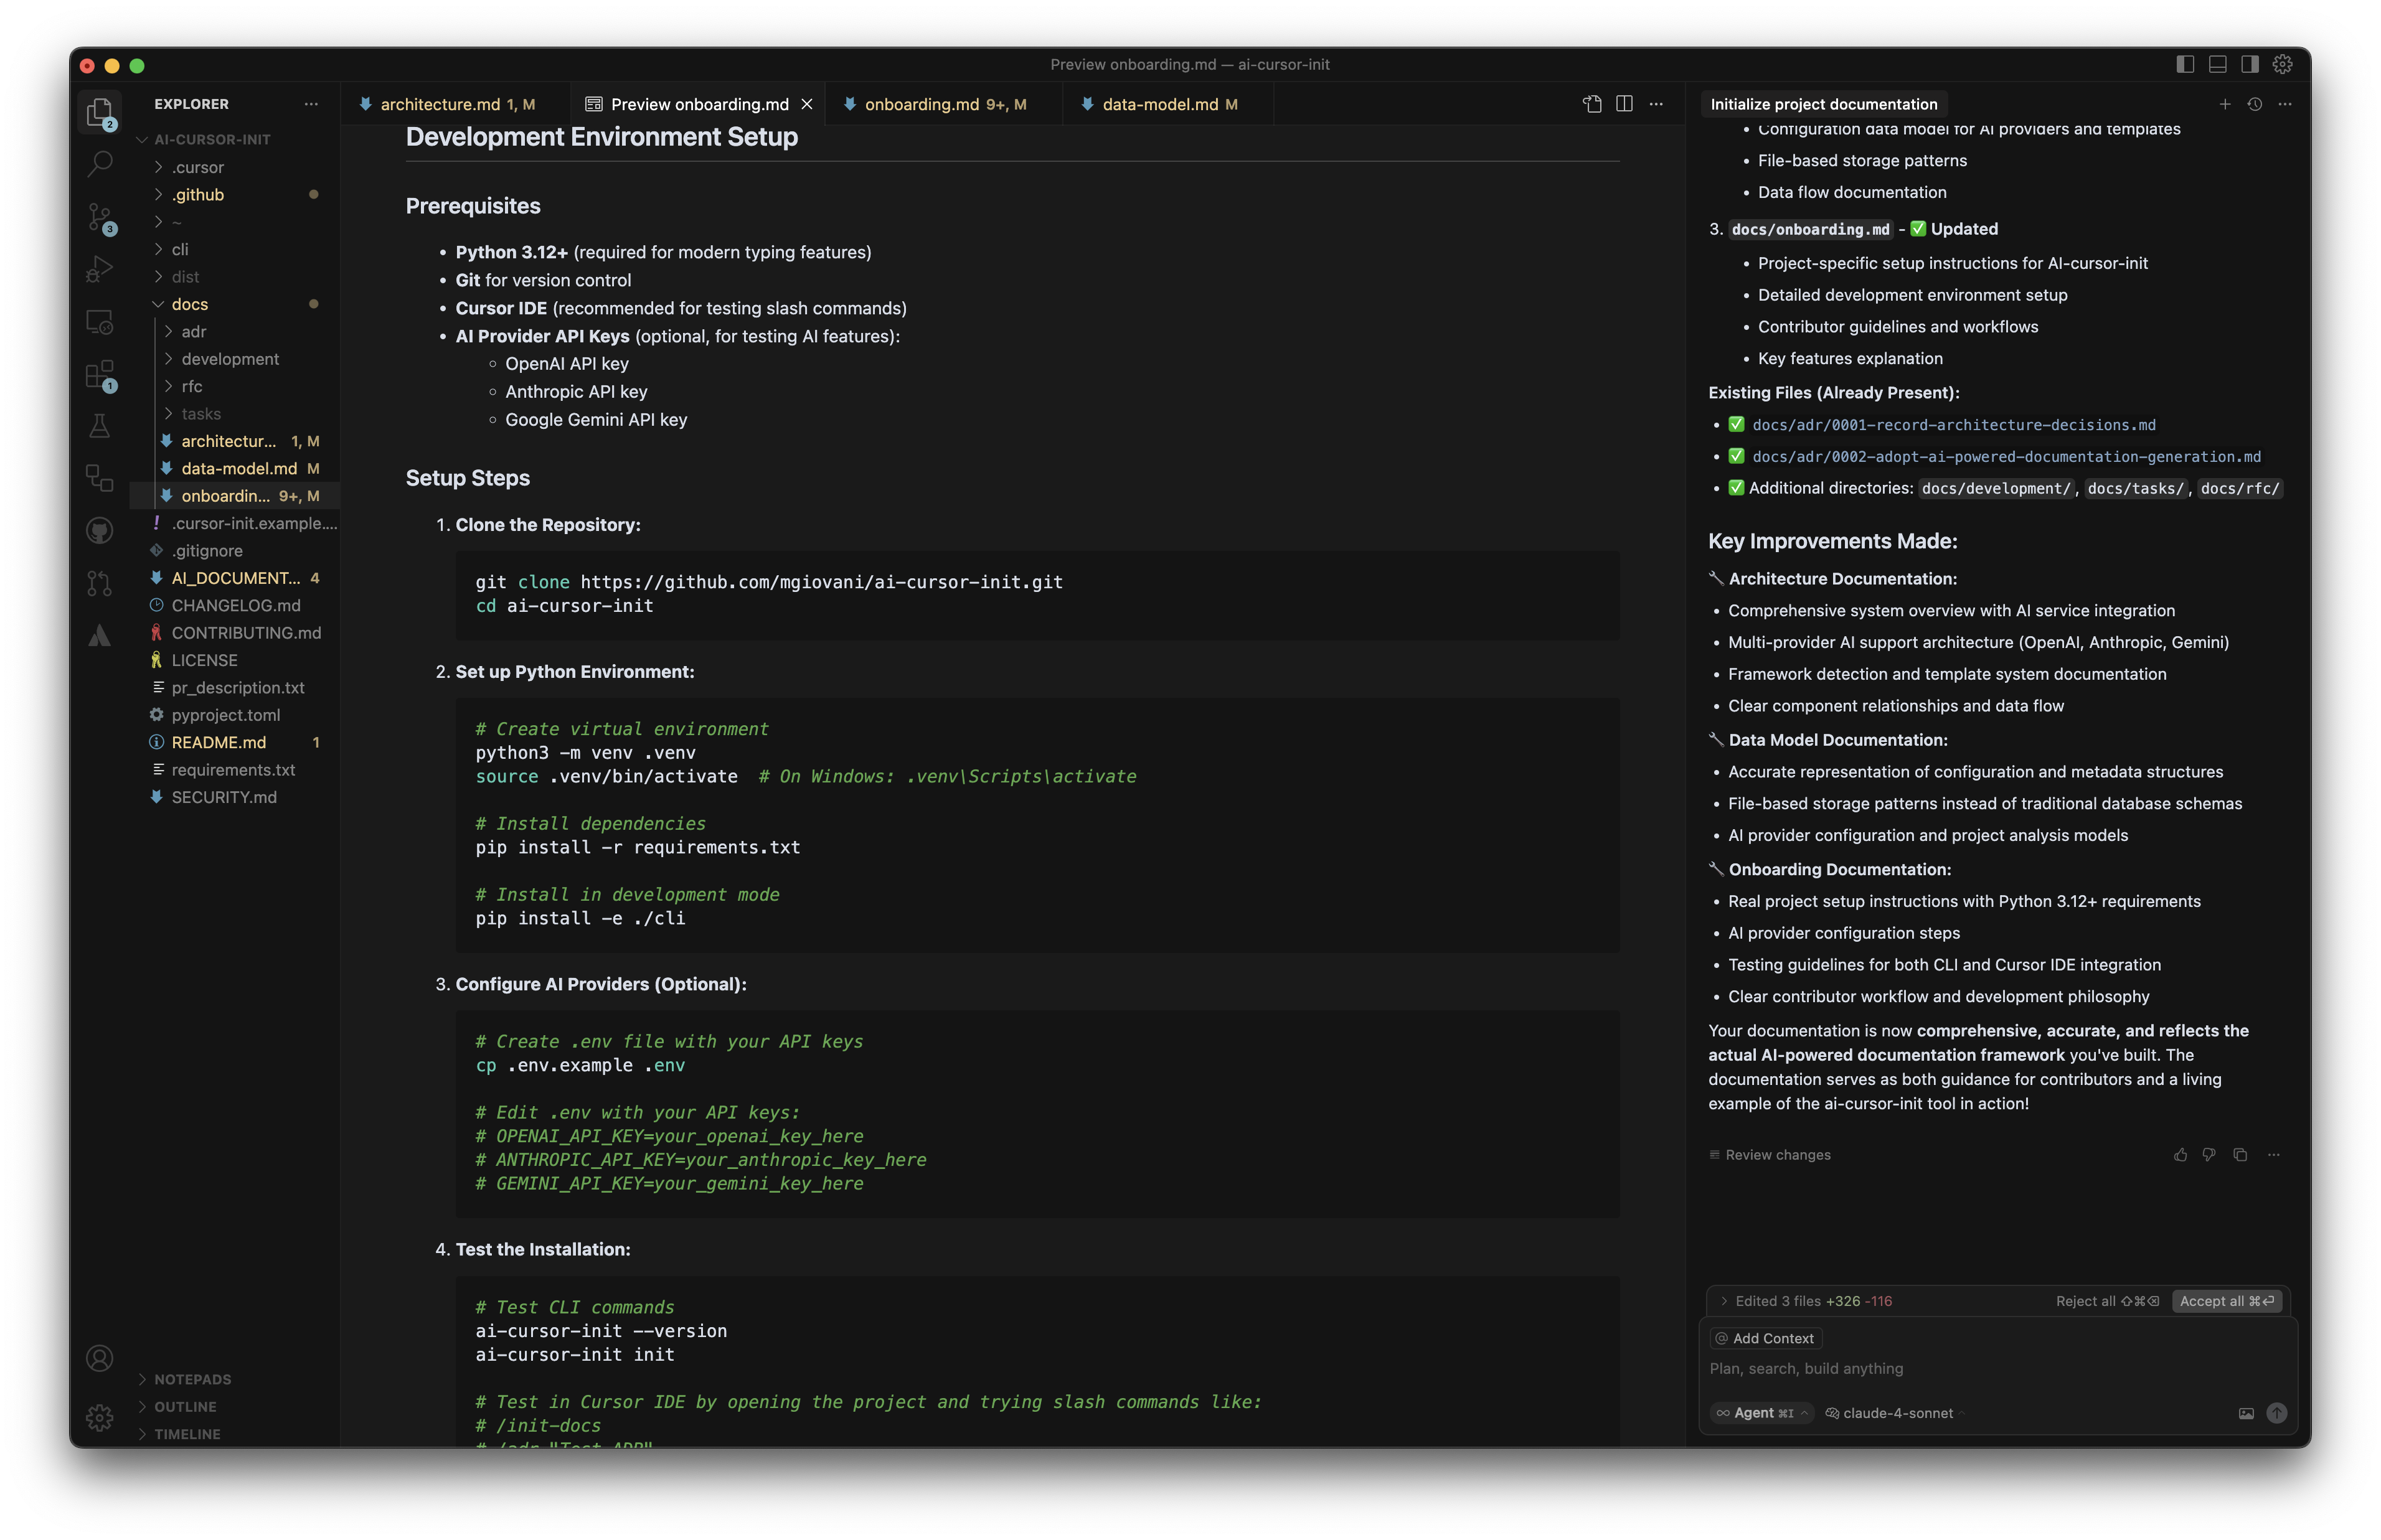 Preview onboarding.md — ai-cursor-init
EXPLORER
AI-CURSOR-INIT
.cursor
.github
~
cli
dist
docs
adr
development
rfc
tasks
architectur... 1, M
data-model.md M
onboardin... 9+, M
.cursor-init.example....
.gitignore
AI_DOCUMENT... 4
CHANGELOG.md
CONTRIBUTING.md
LICENSE
pr_description.txt
pyproject.toml
README.md 1
requirements.txt
SECURITY.md
NOTEPADS
OUTLINE
TIMELINE
2
3
1
architecture.md 1, M
Preview onboarding.md
onboarding.md 9+, M
data-model.md M
Development Environment Setup
Prerequisites
• Python 3.12+ (required for modern typing features)
• Git for version control
• Cursor IDE (recommended for testing slash commands)
• AI Provider API Keys (optional, for testing AI features):
◦ OpenAI API key
◦ Anthropic API key
◦ Google Gemini API key
Setup Steps
1. Clone the Repository:
git clone https://github.com/mgiovani/ai-cursor-init.git
cd ai-cursor-init
2. Set up Python Environment:
# Create virtual environment
python3 -m venv .venv
source .venv/bin/activate  # On Windows: .venv\Scripts\activate
# Install dependencies
pip install -r requirements.txt
# Install in development mode
pip install -e ./cli
3. Configure AI Providers (Optional):
# Create .env file with your API keys
cp .env.example .env
# Edit .env with your API keys:
# OPENAI_API_KEY=your_openai_key_here
# ANTHROPIC_API_KEY=your_anthropic_key_here
# GEMINI_API_KEY=your_gemini_key_here
4. Test the Installation:
# Test CLI commands
ai-cursor-init --version
ai-cursor-init init
# Test in Cursor IDE by opening the project and trying slash commands like:
# /init-docs
# /adr "Test ADR"
Initialize project documentation
• Configuration data model for AI providers and templates
• File-based storage patterns
• Data flow documentation
3. docs/onboarding.md - ✅ Updated
• Project-specific setup instructions for AI-cursor-init
• Detailed development environment setup
• Contributor guidelines and workflows
• Key features explanation
Existing Files (Already Present):
• ✅ docs/adr/0001-record-architecture-decisions.md
• ✅ docs/adr/0002-adopt-ai-powered-documentation-generation.md
• ✅ Additional directories: docs/development/, docs/tasks/, docs/rfc/
Key Improvements Made:
🔧 Architecture Documentation:
• Comprehensive system overview with AI service integration
• Multi-provider AI support architecture (OpenAI, Anthropic, Gemini)
• Framework detection and template system documentation
• Clear component relationships and data flow
🔧 Data Model Documentation:
• Accurate representation of configuration and metadata structures
• File-based storage patterns instead of traditional database schemas
• AI provider configuration and project analysis models
🔧 Onboarding Documentation:
• Real project setup instructions with Python 3.12+ requirements
• AI provider configuration steps
• Testing guidelines for both CLI and Cursor IDE integration
• Clear contributor workflow and development philosophy
Your documentation is now comprehensive, accurate, and reflects the
actual AI-powered documentation framework you've built. The
documentation serves as both guidance for contributors and a living
example of the ai-cursor-init tool in action!
Review changes
Edited 3 files +326 -116
Reject all ⇧⌘⌫ Accept all ⌘⏎
@ Add Context
Plan, search, build anything
∞ Agent ⌘I claude-4-sonnet